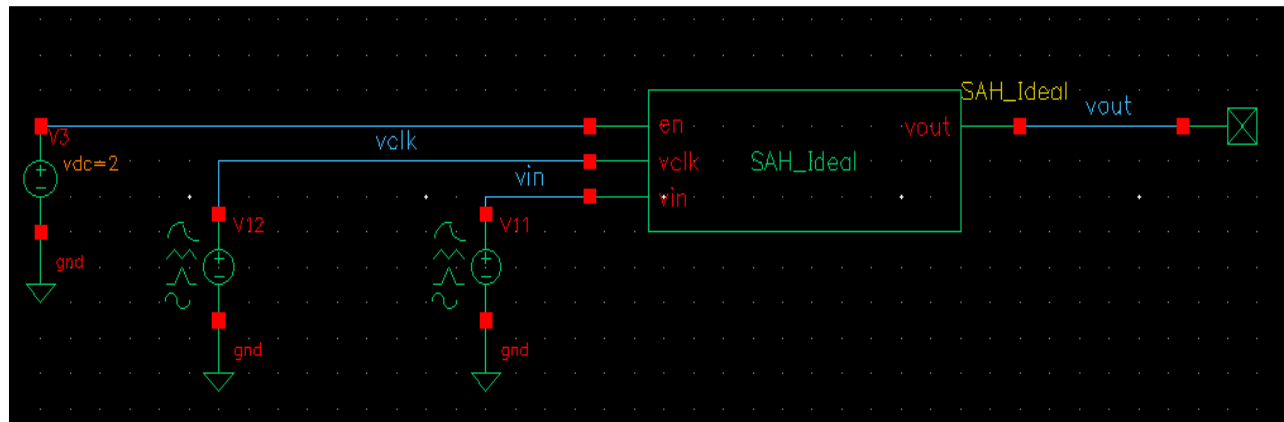 SAH_Ideal
V3
vdc=2
vclk
vin
en
vclk
vin
SAH_Ideal
vout
vout
V12
V11
gnd
gnd
gnd